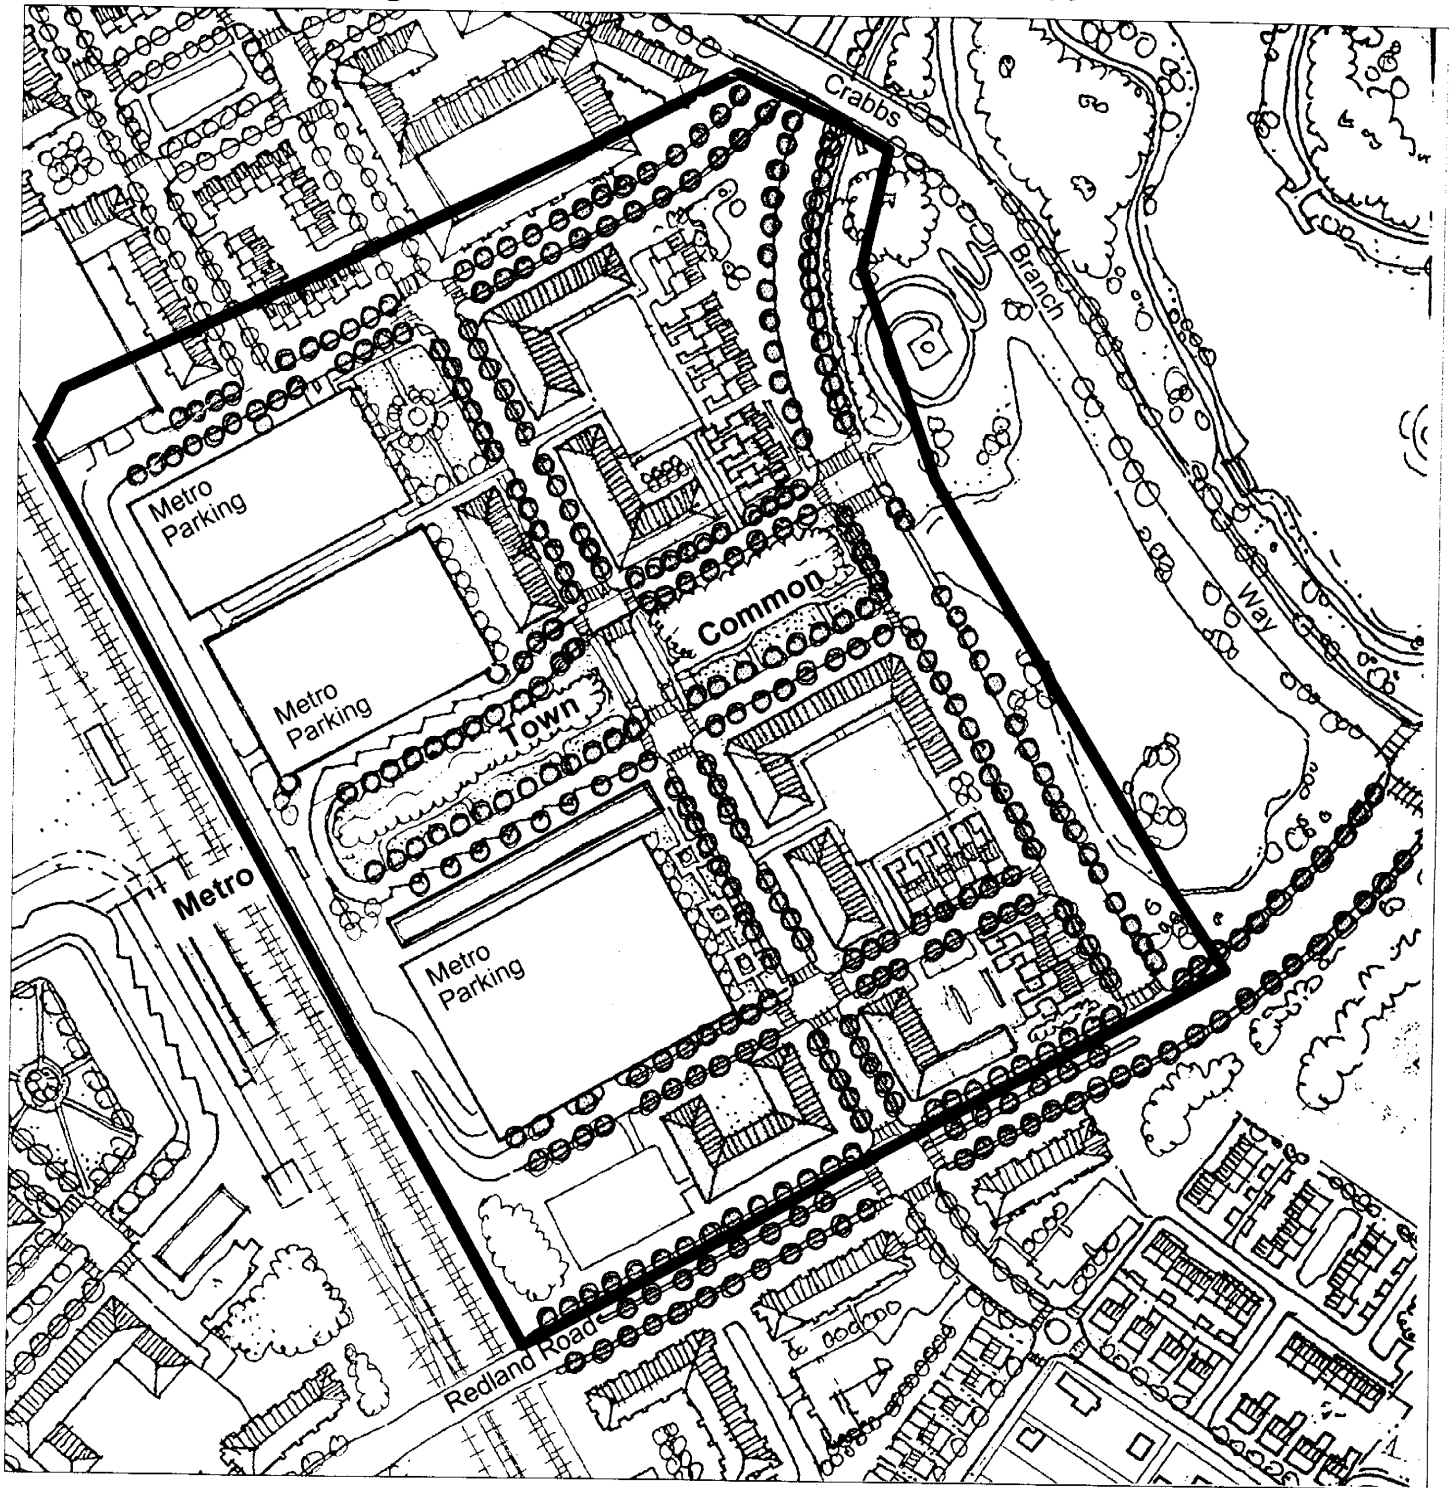 Crabbs
Branch
Way
Metro
Parking
Metro
Parking
Town
Common
Metro
Metro
Parking
Redland Road